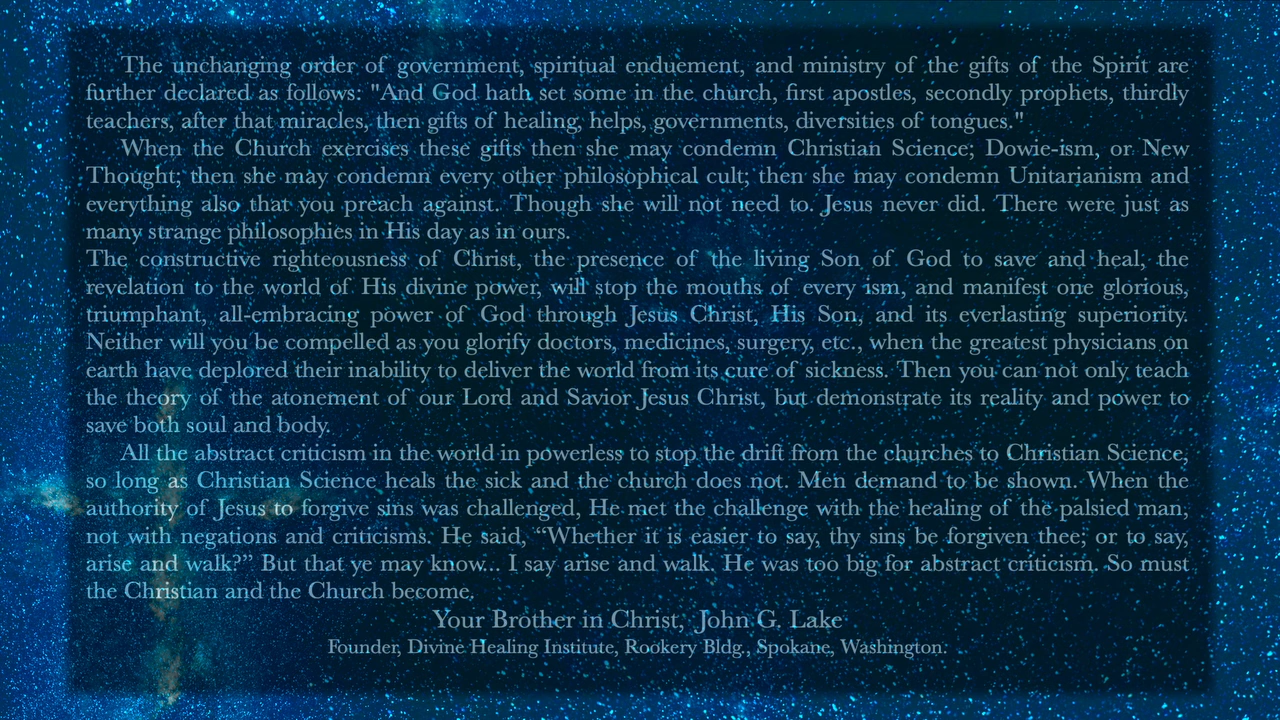 The unchanging order of government, spiritual enduement, and ministry of the gifts of the Spirit are
further declared as follows: "And God hath set some in the church, first apostles, secondly prophets, thirdly
teachers, after that miracles, then gifts of healing, helps, governments, diversities of tongues."
When the Church exercises these gifts then she may condemn Christian Science; Dowie-ism, or New
Thought; then she may condemn every other philosophical cult; then she may condemn Unitarianism and
everything also that you preach against. Though she will not need to. Jesus never did. There were just as
many strange philosophies in His day as in ours.
The constructive righteousness of Christ, the presence of the living Son of God to save and heal, the
revelation to the world of His divine power, will stop the mouths of every ism, and manifest one glorious,
triumphant, all-embracing power of God through Jesus Christ, His Son, and its everlasting superiority.
Neither will you be compelled as you glorify doctors, medicines, surgery, etc., when the greatest physicians on
earth have deplored their inability to deliver the world from its cure of sickness. Then you can not only teach
the theory of the atonement of our Lord and Savior Jesus Christ, but demonstrate its reality and power to
save both soul and body.
All the abstract criticism in the world in powerless to stop the drift from the churches to Christian Science,
so long as Christian Science heals the sick and the church does not. Men demand to be shown. When the
authority of Jesus to forgive sins was challenged, He met the challenge with the healing of the palsied man,
not with negations and criticisms. He said, “Whether it is easier to say, thy sins be forgiven thee; or to say,
arise and walk?” But that ye may know... I say arise and walk. He was too big for abstract criticism. So must
the Christian and the Church become.
Your Brother in Christ, John G. Lake
Founder, Divine Healing Institute, Rookery Bldg., Spokane, Washington.